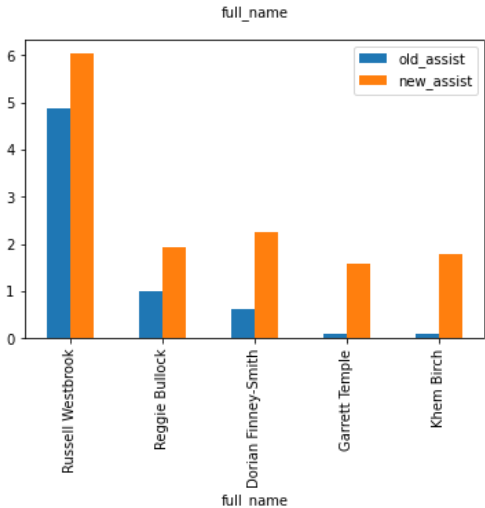 full_name
6
5
4
3
2
1
0
old_assist
new_assist
Russell Westbrook
Reggie Bullock
Dorian Finney-Smith
Garrett Temple
Khem Birch
full_name